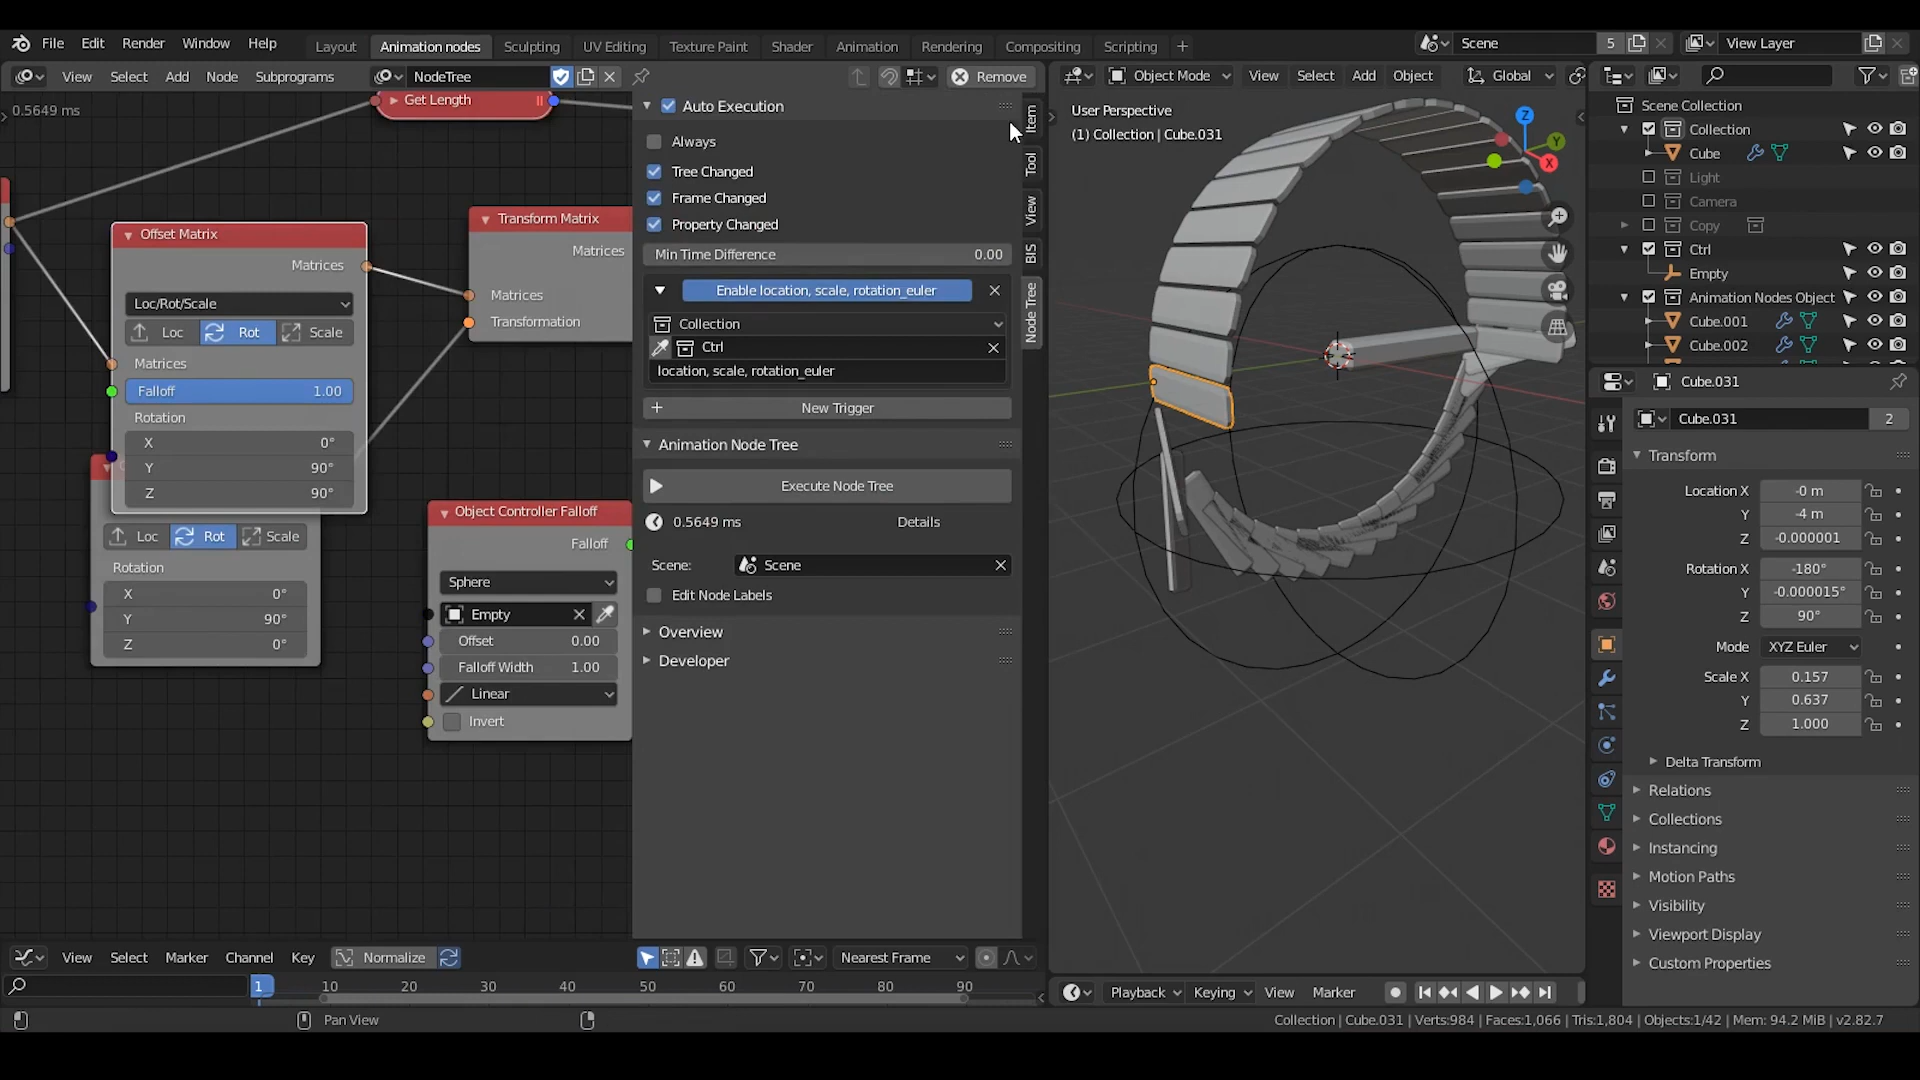 File Edit Render Window Help Layout Animation nodes Sculpting UV Editing Texture Paint Shader Animation Rendering Compositing Scripting + Scene 5 View Layer
View Select Add Node Subprograms NodeTree Remove Object Mode View Select Add Object Global
0.5649 ms
Get Length
Offset Matrix
Matrices
Loc/Rot/Scale
Loc Rot Scale
Matrices
Falloff 1.00
Rotation
X 0°
Y 90°
Z 90°
Loc Rot Scale
Rotation
X 0°
Y 90°
Z 0°
Transform Matrix
Matrices
Matrices
Transformation
Object Controller Falloff
Falloff
Sphere
Empty
Offset 0.00
Falloff Width 1.00
Linear
Invert
Auto Execution
Always
Tree Changed
Frame Changed
Property Changed
Min Time Difference 0.00
Enable location, scale, rotation_euler
Collection
Ctrl
location, scale, rotation_euler
+ New Trigger
Animation Node Tree
Execute Node Tree
0.5649 ms Details
Scene: Scene
Edit Node Labels
Overview
Developer
Item
Tool
View
BIS
Node Tree
User Perspective
(1) Collection | Cube.031
Z
Y
X
Scene Collection
Collection
Cube
Light
Camera
Copy
Ctrl
Empty
Animation Nodes Object
Cube.001
Cube.002
Cube.031
Cube.031 2
Transform
Location X -0 m
Y -4 m
Z -0.000001
Rotation X -180°
Y -0.000015°
Z 90°
Mode XYZ Euler
Scale X 0.157
Y 0.637
Z 1.000
Delta Transform
Relations
Collections
Instancing
Motion Paths
Visibility
Viewport Display
Custom Properties
View Select Marker Channel Key Normalize Nearest Frame
1 10 20 30 40 50 60 70 80 90
Playback Keying View Marker
Pan View
Collection | Cube.031 | Verts:984 | Faces:1,066 | Tris:1,804 | Objects:1/42 | Mem: 94.2 MiB | v2.82.7